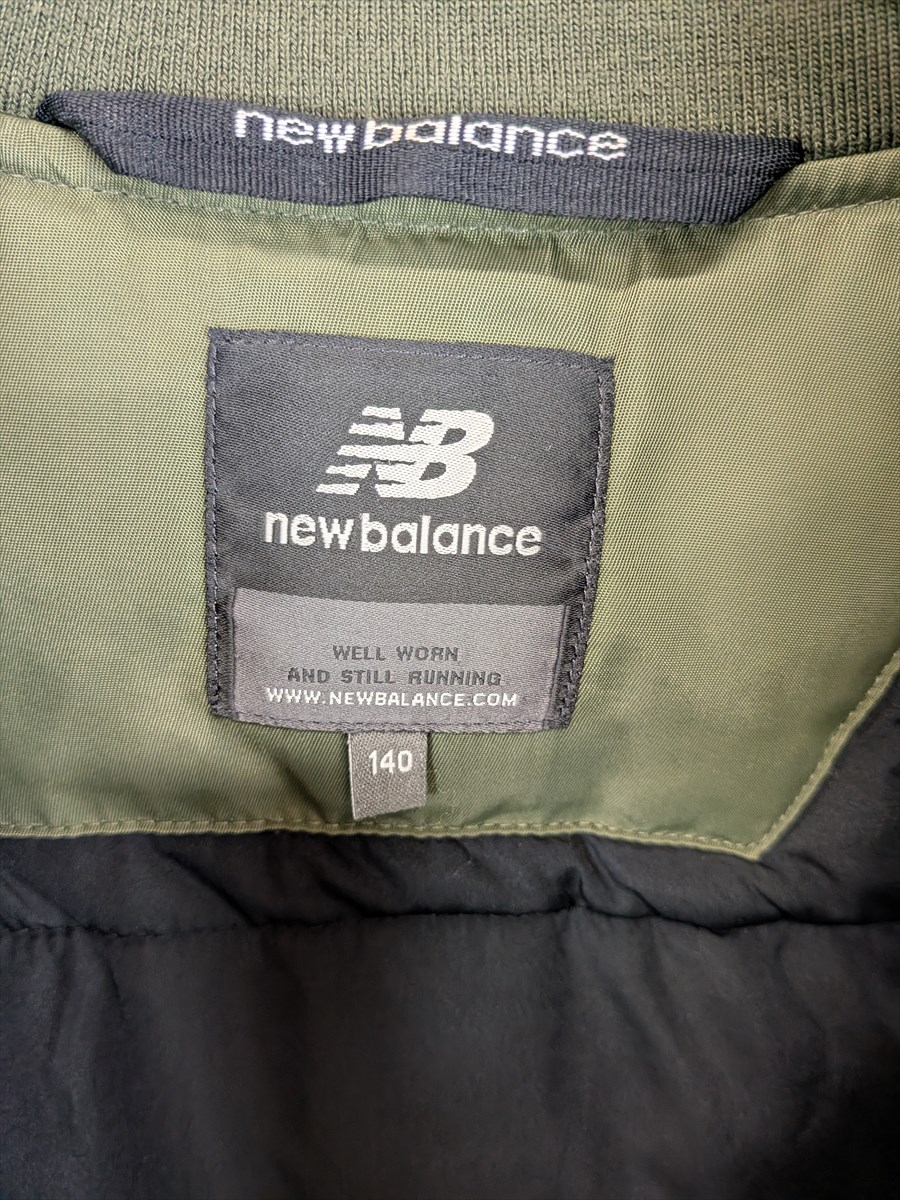 new balance
NB
new balance
WELL WORN
AND STILL RUNNING
WWW.NEWBALANCE.COM
140